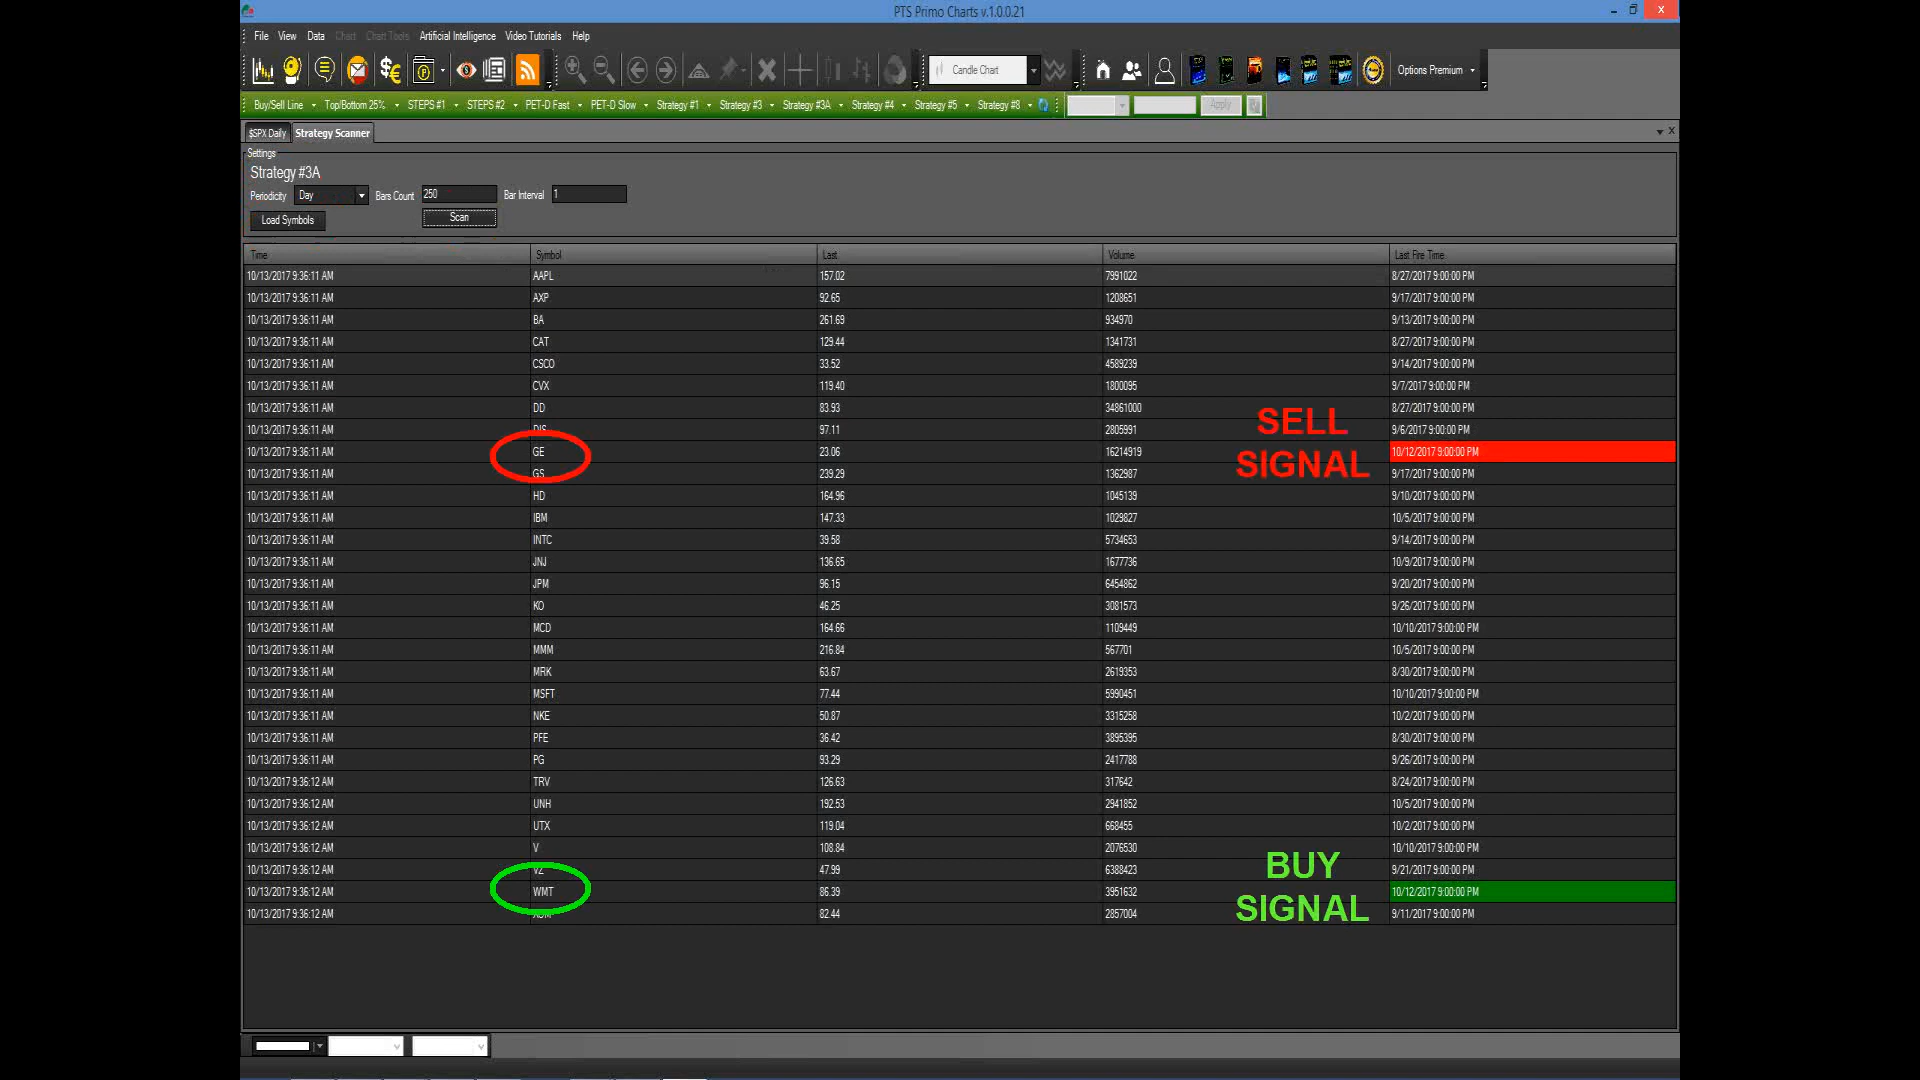 PTS Primo Charts v.1.0.0.21
File View Data Chart Chart Tools Artificial Intelligence Video Tutorials Help
Candle Chart Options Premium
Buy/Sell Line Top/Bottom 25% STEPS #1 STEPS #2 PET-D Fast PET-D Slow Strategy #1 Strategy #3 Strategy #3A Strategy #4 Strategy #5 Strategy #8 Apply
$SPX Daily Strategy Scanner
Settings
Strategy #3A
Periodicity Day Bars Count 250 Bar Interval 1
Load Symbols Scan
Time Symbol Last Volume Last Fire Time
10/13/2017 9:36:11 AM AAPL 157.02 7991022 8/27/2017 9:00:00 PM
10/13/2017 9:36:11 AM AXP 92.65 1208651 9/17/2017 9:00:00 PM
10/13/2017 9:36:11 AM BA 261.69 934970 9/13/2017 9:00:00 PM
10/13/2017 9:36:11 AM CAT 129.44 1341731 8/27/2017 9:00:00 PM
10/13/2017 9:36:11 AM CSCO 33.52 4589239 9/14/2017 9:00:00 PM
10/13/2017 9:36:11 AM CVX 119.40 1800095 9/7/2017 9:00:00 PM
10/13/2017 9:36:11 AM DD 83.93 34861000 8/27/2017 9:00:00 PM
10/13/2017 9:36:11 AM DIS 97.11 2805991 9/6/2017 9:00:00 PM
10/13/2017 9:36:11 AM GE 23.06 16214919 10/12/2017 9:00:00 PM
SELL
SIGNAL
10/13/2017 9:36:11 AM GS 239.29 1362987 9/17/2017 9:00:00 PM
10/13/2017 9:36:11 AM HD 164.96 1045139 9/10/2017 9:00:00 PM
10/13/2017 9:36:11 AM IBM 147.33 1029827 10/5/2017 9:00:00 PM
10/13/2017 9:36:11 AM INTC 39.58 5734653 9/14/2017 9:00:00 PM
10/13/2017 9:36:11 AM JNJ 136.65 1677736 10/9/2017 9:00:00 PM
10/13/2017 9:36:11 AM JPM 96.15 6454862 9/20/2017 9:00:00 PM
10/13/2017 9:36:11 AM KO 46.25 3081573 9/26/2017 9:00:00 PM
10/13/2017 9:36:11 AM MCD 164.66 1109449 10/10/2017 9:00:00 PM
10/13/2017 9:36:11 AM MMM 216.84 567701 10/5/2017 9:00:00 PM
10/13/2017 9:36:11 AM MRK 63.67 2619353 8/30/2017 9:00:00 PM
10/13/2017 9:36:11 AM MSFT 77.44 5990451 10/10/2017 9:00:00 PM
10/13/2017 9:36:11 AM NKE 50.87 3315258 10/2/2017 9:00:00 PM
10/13/2017 9:36:11 AM PFE 36.42 3895395 8/30/2017 9:00:00 PM
10/13/2017 9:36:11 AM PG 93.29 2417788 9/26/2017 9:00:00 PM
10/13/2017 9:36:12 AM TRV 126.63 317642 8/24/2017 9:00:00 PM
10/13/2017 9:36:12 AM UNH 192.53 2941852 10/5/2017 9:00:00 PM
10/13/2017 9:36:12 AM UTX 119.04 668455 10/2/2017 9:00:00 PM
10/13/2017 9:36:12 AM V 108.84 2076530 10/10/2017 9:00:00 PM
10/13/2017 9:36:12 AM VZ 47.99 6388423 9/21/2017 9:00:00 PM
10/13/2017 9:36:12 AM WMT 86.39 3951632 10/12/2017 9:00:00 PM
BUY
SIGNAL
10/13/2017 9:36:12 AM XOM 82.44 2857004 9/11/2017 9:00:00 PM